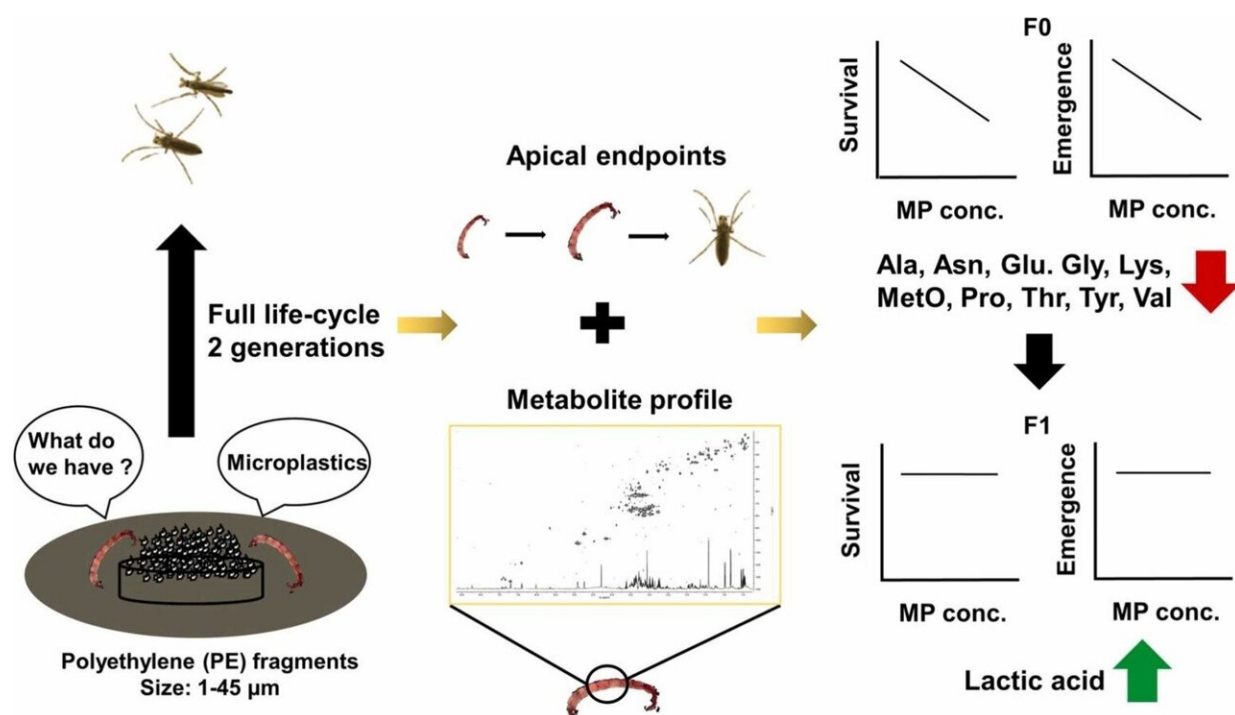 F0
Survival
MP conc.
Emergence
MP conc.
Apical endpoints
Full life-cycle
2 generations
Ala, Asn, Glu. Gly, Lys,
MetO, Pro, Thr, Tyr, Val
Metabolite profile
What do
we have ?
Microplastics
F1
Survival
MP conc.
Emergence
MP conc.
Polyethylene (PE) fragments
Size: 1-45 µm
Lactic acid